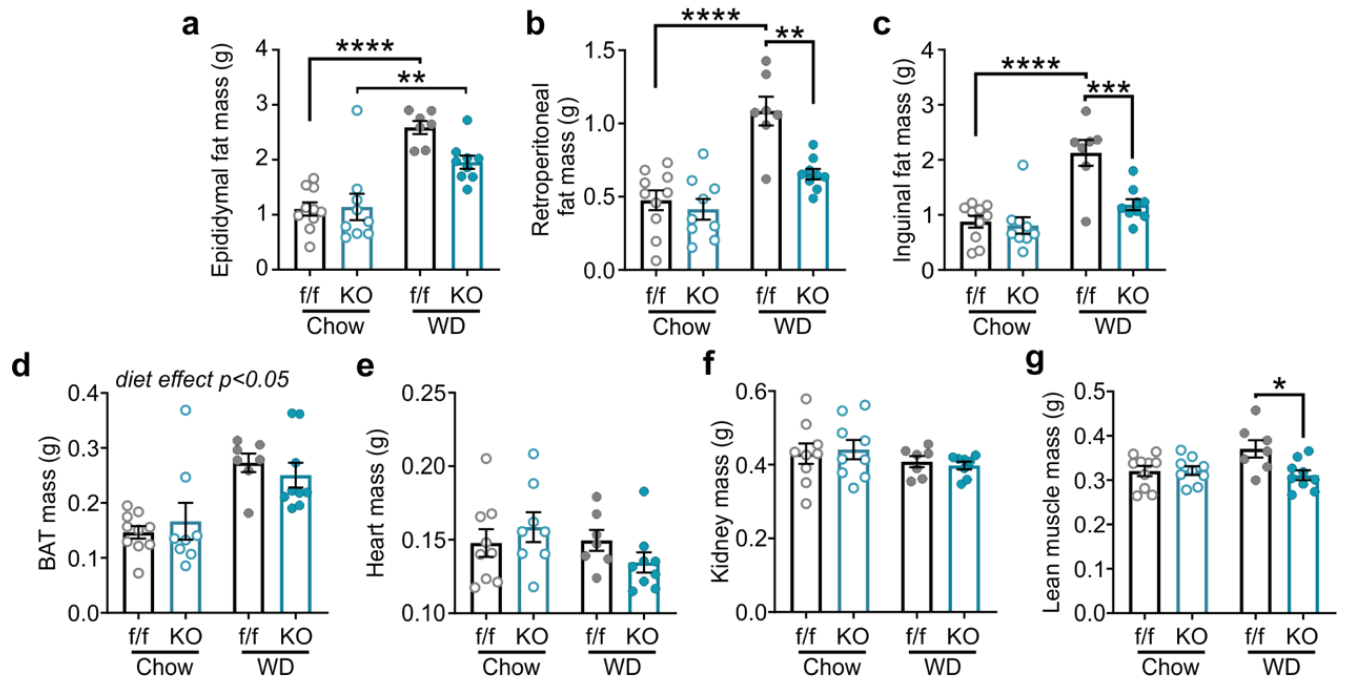 a
Epididymal fat mass (g)
4
3
2
1
0
****
**
f/f KO f/f KO
Chow WD
b
Retroperitoneal
fat mass (g)
1.5
1.0
0.5
0.0
****
**
f/f KO f/f KO
Chow WD
c
Inguinal fat mass (g)
4
3
2
1
0
****
***
f/f KO f/f KO
Chow WD
d
diet effect p<0.05
BAT mass (g)
0.4
0.3
0.2
0.1
0.0
f/f KO f/f KO
Chow WD
e
Heart mass (g)
0.25
0.20
0.15
0.10
f/f KO f/f KO
Chow WD
f
Kidney mass (g)
0.6
0.4
0.2
0.0
f/f KO f/f KO
Chow WD
g
Lean muscle mass (g)
0.5
0.4
0.3
0.2
0.1
0.0
*
f/f KO f/f KO
Chow WD